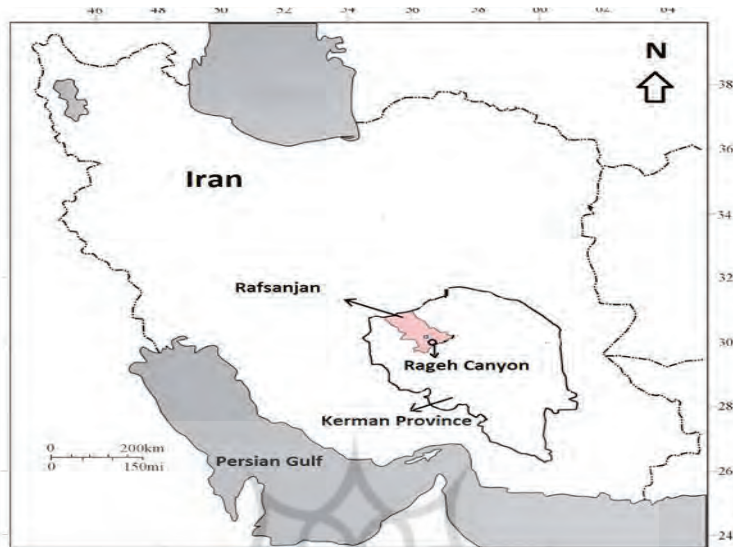 46 48 50 52 54 56 58 60 62 64
N
38
36
Iran
34
32
Rafsanjan
30
Rageh Canyon
28
Kerman Province
0 200km
0 150mi
Persian Gulf
26
24